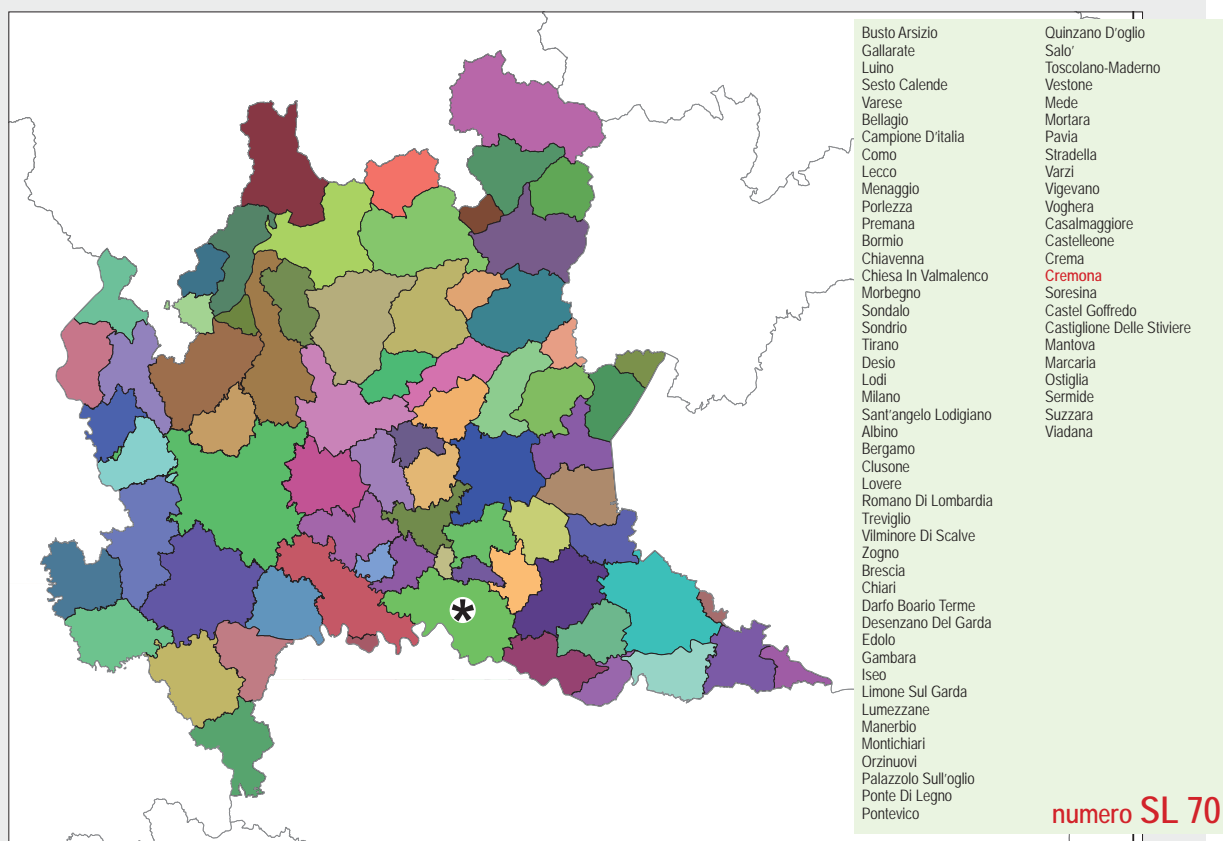 Busto Arsizio
Gallarate
Luino
Sesto Calende
Varese
Bellagio
Campione D'italia
Como
Lecco
Menaggio
Porlezza
Premana
Bormio
Chiavenna
Chiesa In Valmalenco
Morbegno
Sondalo
Sondrio
Tirano
Desio
Lodi
Milano
Sant'angelo Lodigiano
Albino
Bergamo
Clusone
Lovere
Romano Di Lombardia
Treviglio
Vilminore Di Scalve
Zogno
Brescia
Chiari
Darfo Boario Terme
Desenzano Del Garda
Edolo
Gambara
Iseo
Limone Sul Garda
Lumezzane
Manerbio
Montichiari
Orzinuovi
Palazzolo Sull'oglio
Ponte Di Legno
Pontevico
Quinzano D'oglio
Salo'
Toscolano-Maderno
Vestone
Mede
Mortara
Pavia
Stradella
Varzi
Vigevano
Voghera
Casalmaggiore
Castelleone
Crema
Cremona
Soresina
Castel Goffredo
Castiglione Delle Stiviere
Mantova
Marcaria
Ostiglia
Sermide
Suzzara
Viadana
numero SL 70
*